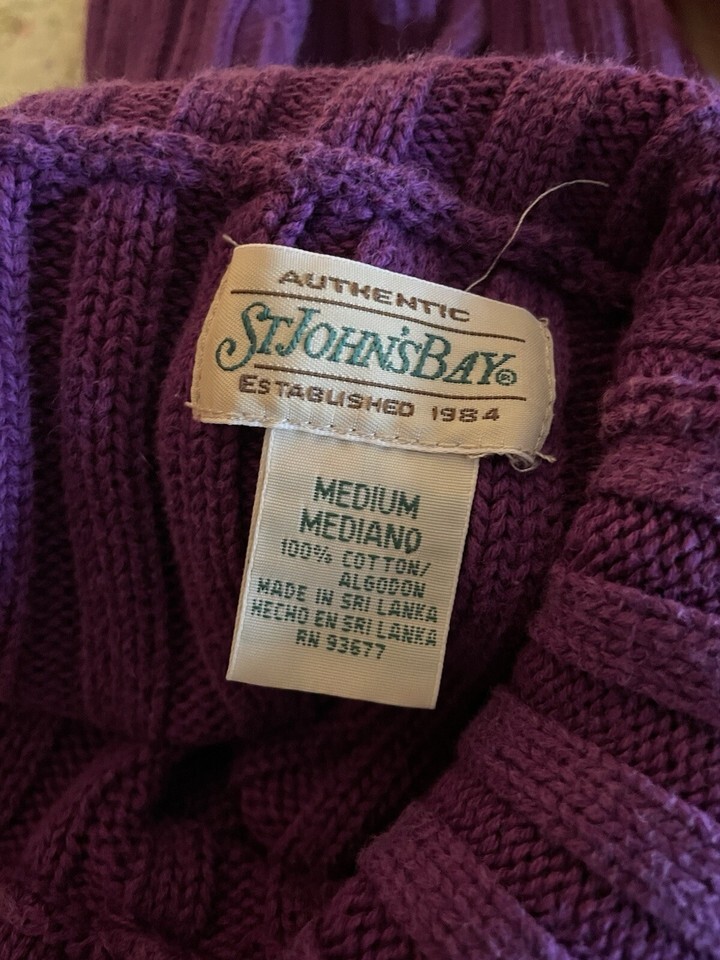 AUTHENTIC
ST JOHN'S BAY®
ESTABLISHED 1984
MEDIUM
MEDIANO
100% COTTON/
ALGODON
MADE IN SRI LANKA
HECHO EN SRI LANKA
RN 93677